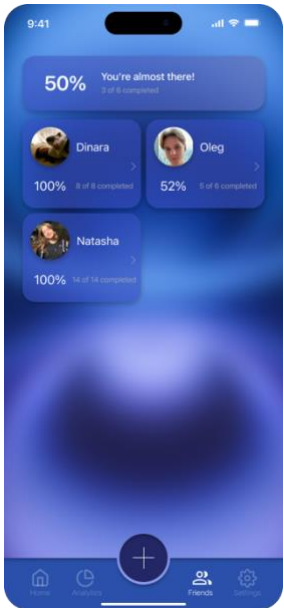 9:41
50%
You're almost there!
3 of 6 completed
Dinara
100%
8 of 8 completed
Oleg
52%
5 of 6 completed
Natasha
100%
14 of 14 completed
Home
Analytics
Friends
Settings